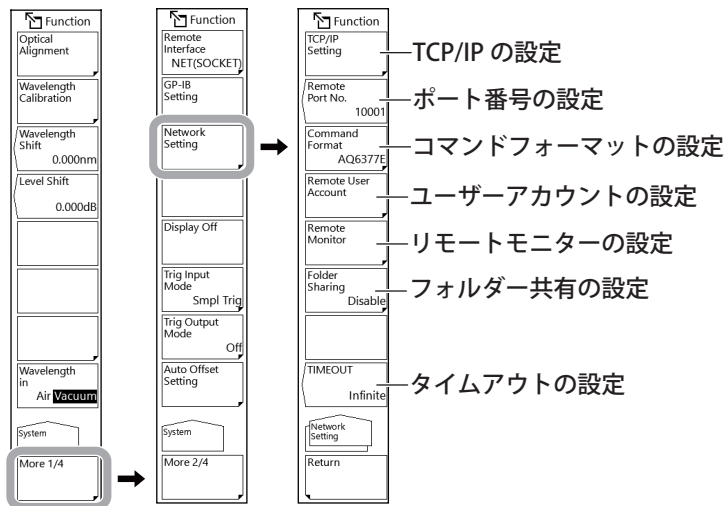 Function
Optical
Alignment
Wavelength
Calibration
Wavelength
Shift
0.000nm
Level Shift
0.000dB
Wavelength
in
Air Vacuum
System
More 1/4
Function
Remote
Interface
NET(SOCKET)
GP-IB
Setting
Network
Setting
Display Off
Trig Input
Mode
Smpl Trig
Trig Output
Mode
Off
Auto Offset
Setting
System
More 2/4
Function
TCP/IP
Setting
Remote
Port No.
10001
Command
Format
AQ6377E
Remote User
Account
Remote
Monitor
Folder
Sharing
Disable
TIMEOUT
Infinite
Network
Setting
Return
TCP/IP の設定
ポート番号の設定
コマンドフォーマットの設定
ユーザーアカウントの設定
リモートモニターの設定
フォルダー共有の設定
タイムアウトの設定